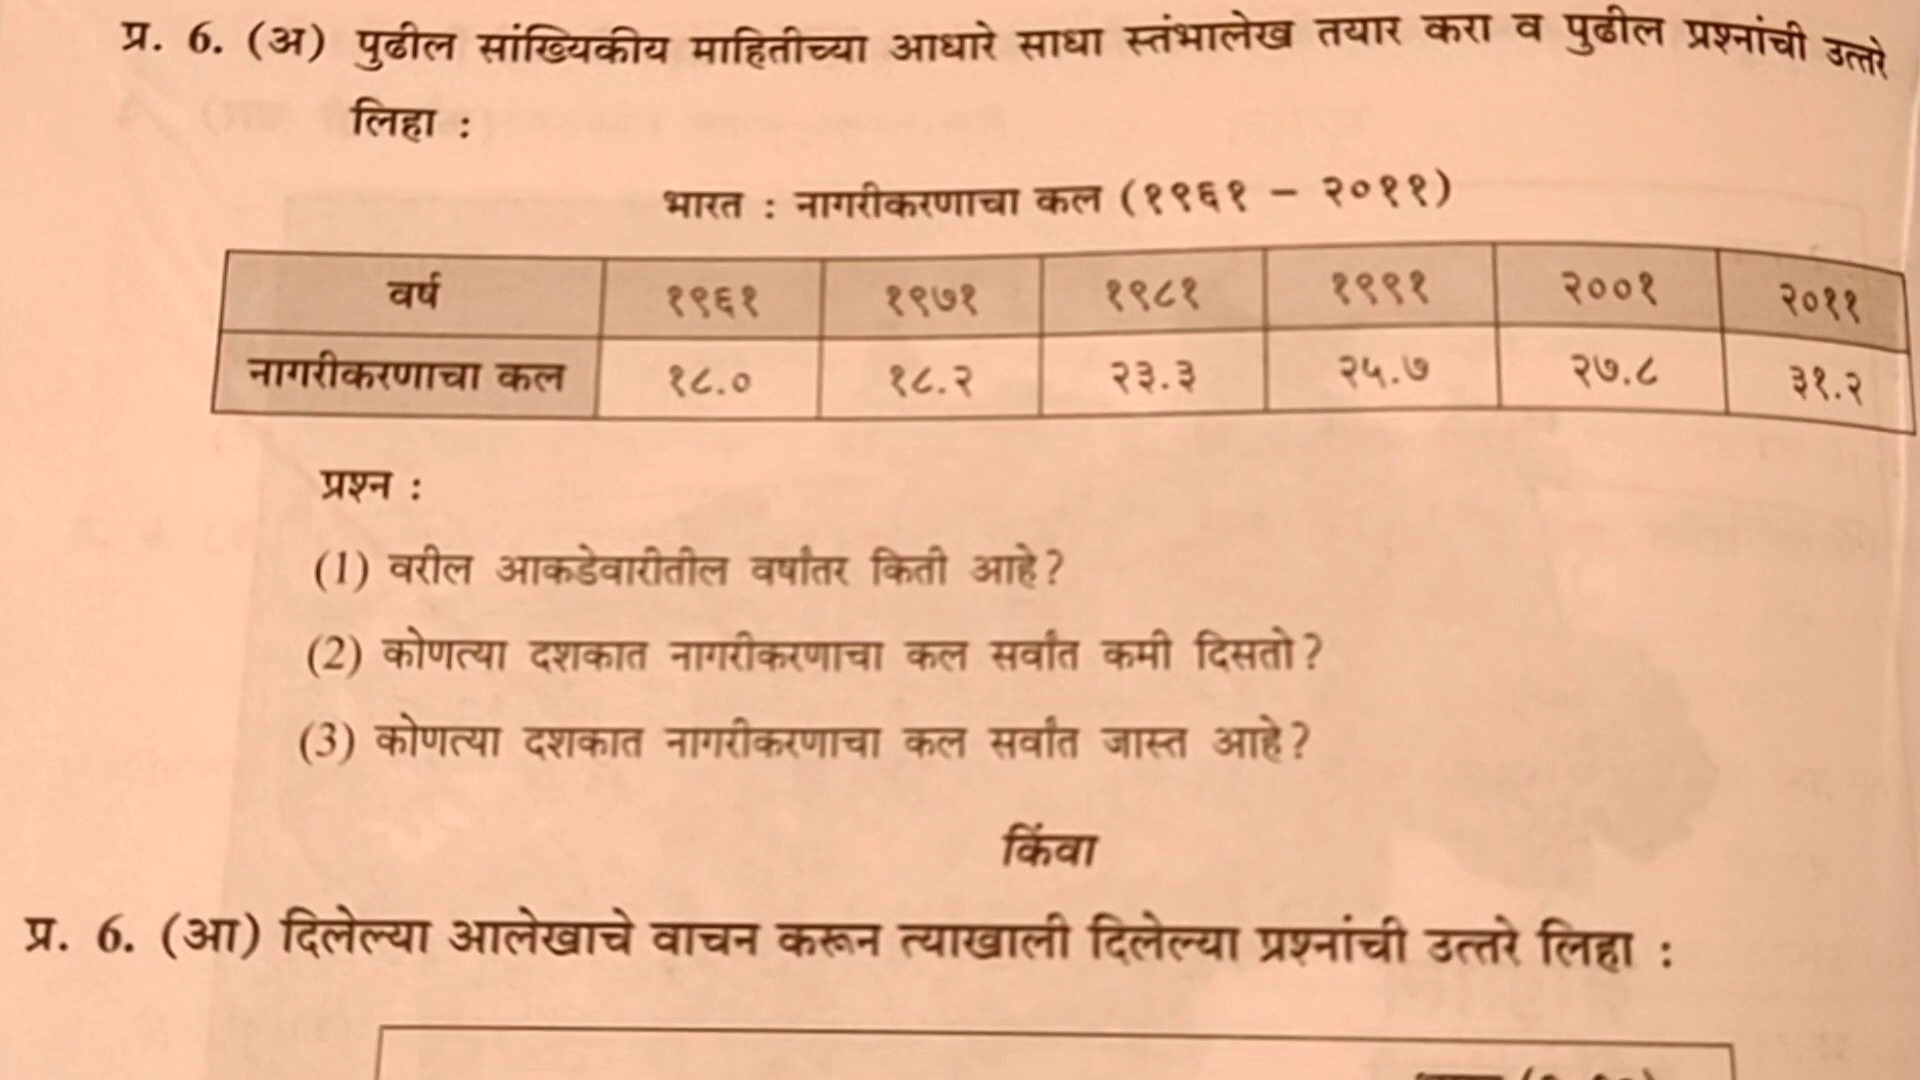 प्र. 6. (अ) पुढील सांख्यिकीय माहितीच्या आधारे साधा स्तंभालेख तयार करा व पुढील प्रश्नांची उत्तरे
लिहा :
भारत : नागरीकरणाचा कल (१९६१ – २०११)
वर्ष १९६१ १९७१ १९८१ १९९१ २००१ २०११
नागरीकरणाचा कल १८.० १८.२ २३.३ २५.७ २७.८ ३१.२
प्रश्न :
(1) वरील आकडेवारीतील वर्षांतर किती आहे?
(2) कोणत्या दशकात नागरीकरणाचा कल सर्वांत कमी दिसतो?
(3) कोणत्या दशकात नागरीकरणाचा कल सर्वांत जास्त आहे?
किंवा
प्र. 6. (आ) दिलेल्या आलेखाचे वाचन करून त्याखाली दिलेल्या प्रश्नांची उत्तरे लिहा :